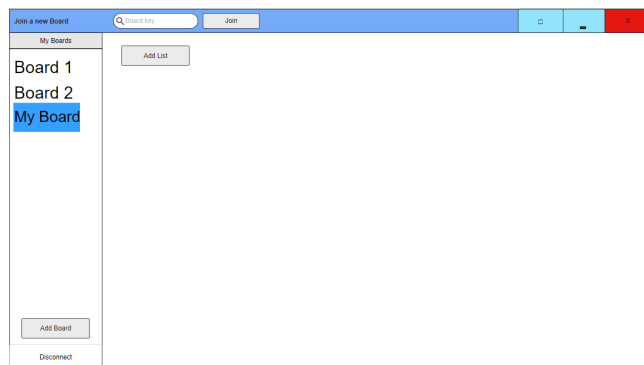 Join a new Board
Board key
Join
X
My Boards
Add List
Board 1
Board 2
My Board
Add Board
Disconnect